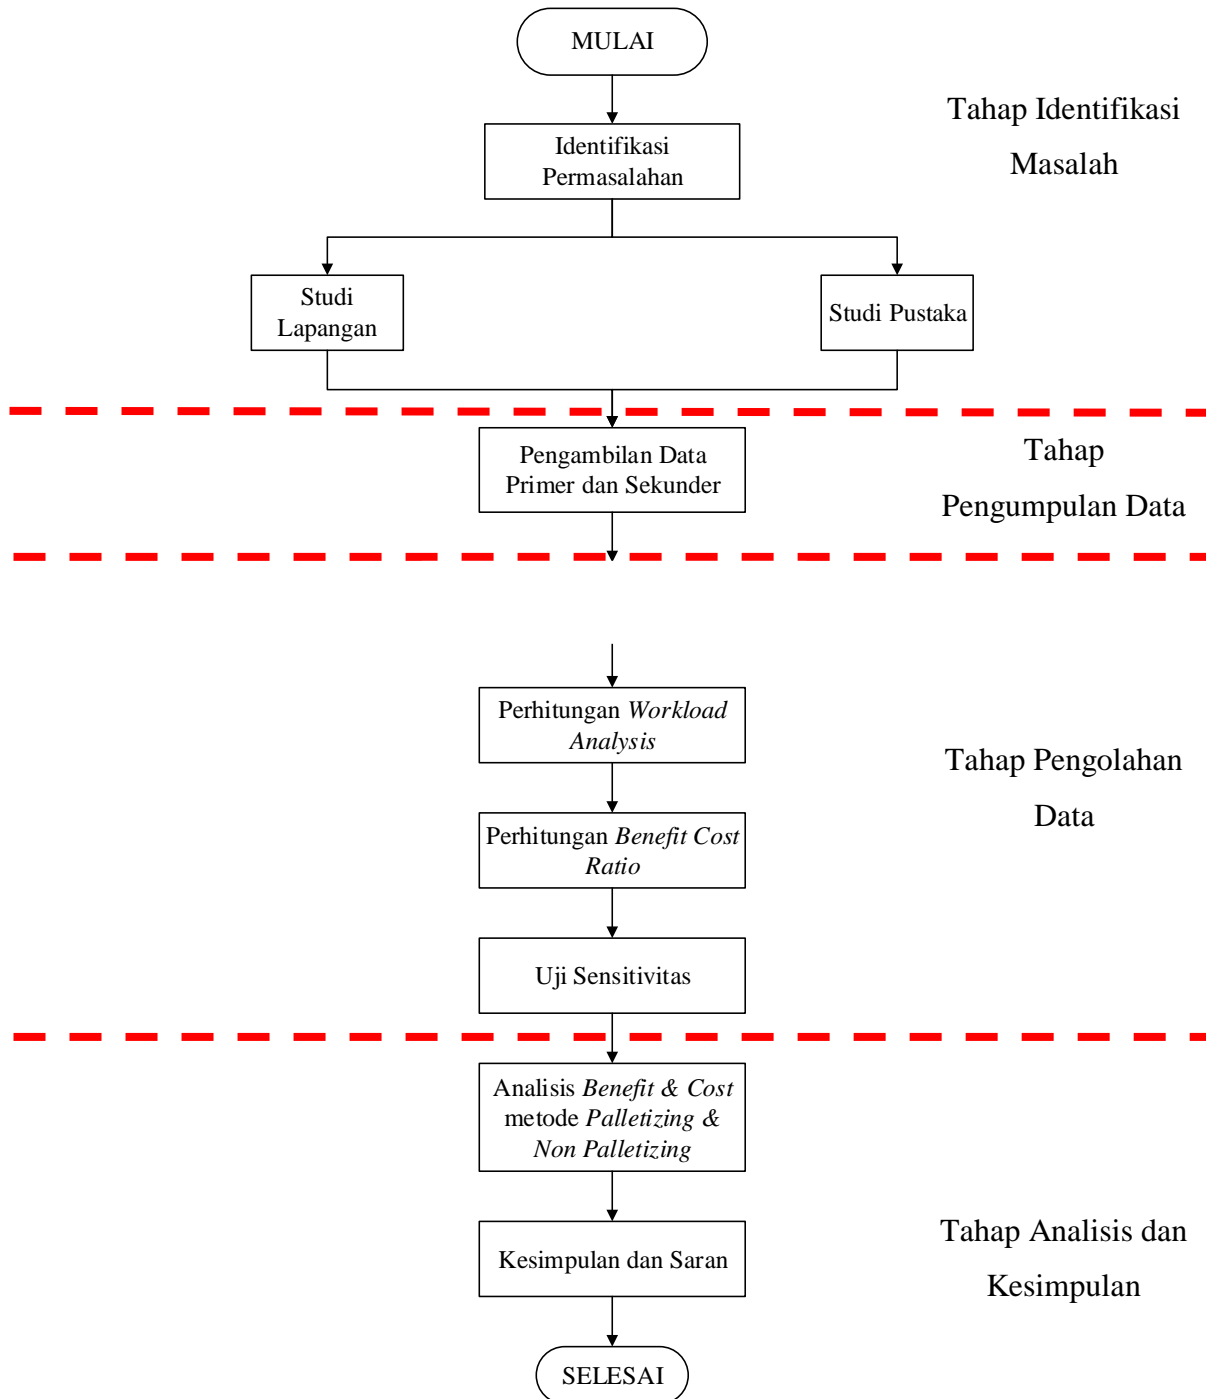 MULAI
Tahap Identifikasi
Masalah
Identifikasi
Permasalahan
Studi
Lapangan
Studi Pustaka
Pengambilan Data
Primer dan Sekunder
Tahap
Pengumpulan Data
Perhitungan Workload
Analysis
Tahap Pengolahan
Data
Perhitungan Benefit Cost
Ratio
Uji Sensitivitas
Analisis Benefit & Cost
metode Palletizing &
Non Palletizing
Kesimpulan dan Saran
Tahap Analisis dan
Kesimpulan
SELESAI